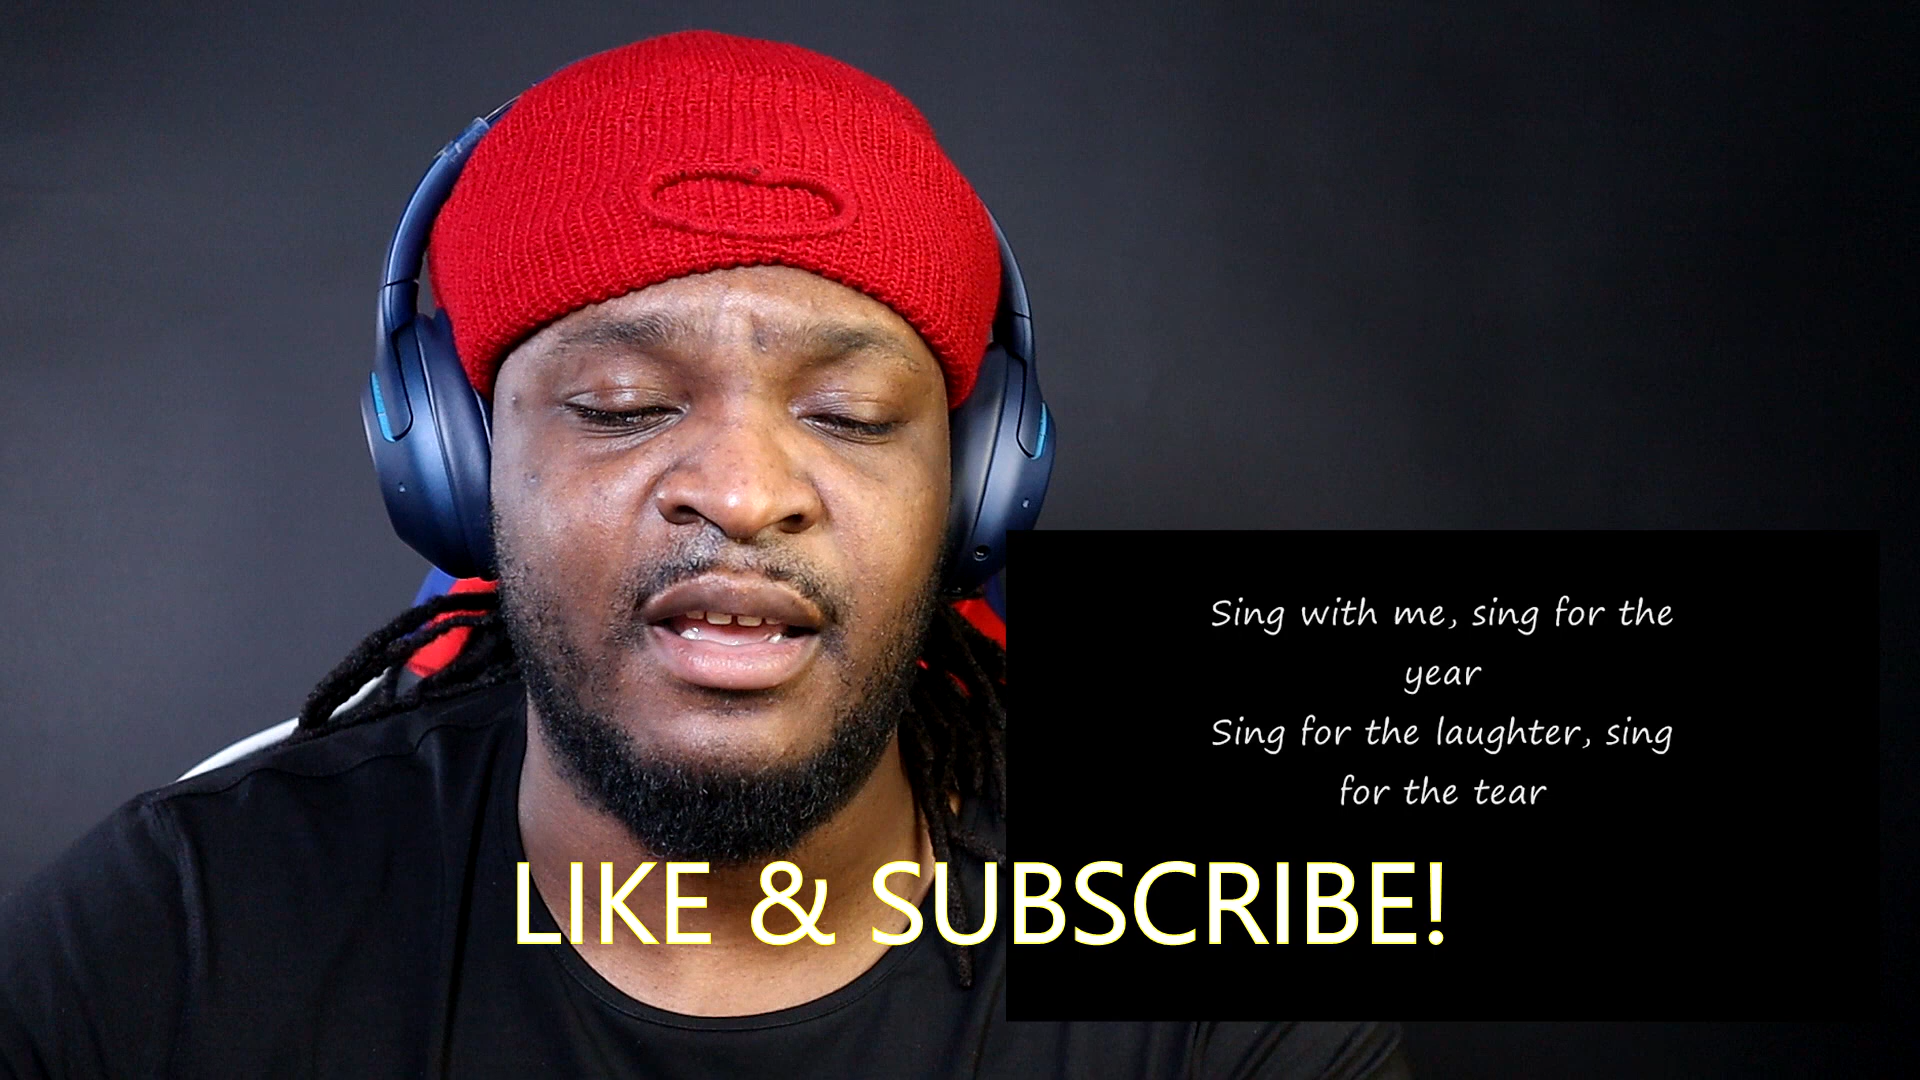 Sing with me, sing for the
year
Sing for the laughter, sing
for the tear
LIKE & SUBSCRIBE!